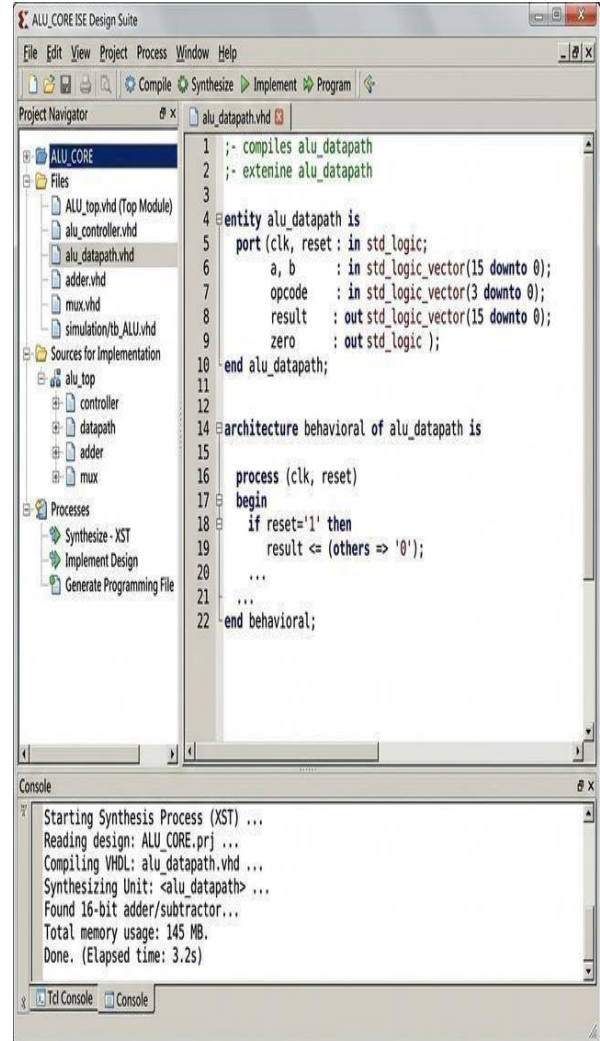 ALU_CORE ISE Design Suite
File Edit View Project Process Window Help
Compile Synthesize Implement Program
Project Navigator
ALU_CORE
Files
ALU_top.vhd (Top Module)
alu_controller.vhd
alu_datapath.vhd
adder.vhd
mux.vhd
simulation/tb_ALU.vhd
Sources for Implementation
alu_top
controller
datapath
adder
mux
Processes
Synthesize - XST
Implement Design
Generate Programming File
alu_datapath.vhd
1 ;- compiles alu_datapath
2 ;- extenine alu_datapath
3
4 entity alu_datapath is
5 port (clk, reset : in std_logic;
6 a, b : in std_logic_vector(15 downto 0);
7 opcode : in std_logic_vector(3 downto 0);
8 result : out std_logic_vector(15 downto 0);
9 zero : out std_logic );
10 end alu_datapath;
11
12
14 architecture behavioral of alu_datapath is
15
16 process (clk, reset)
17 begin
18 if reset='1' then
19 result <= (others => '0');
20 ...
21 ...
22 end behavioral;
Console
Starting Synthesis Process (XST) ...
Reading design: ALU_CORE.prj ...
Compiling VHDL: alu_datapath.vhd ...
Synthesizing Unit: <alu_datapath> ...
Found 16-bit adder/subtractor...
Total memory usage: 145 MB.
Done. (Elapsed time: 3.2s)
Tcl Console Console